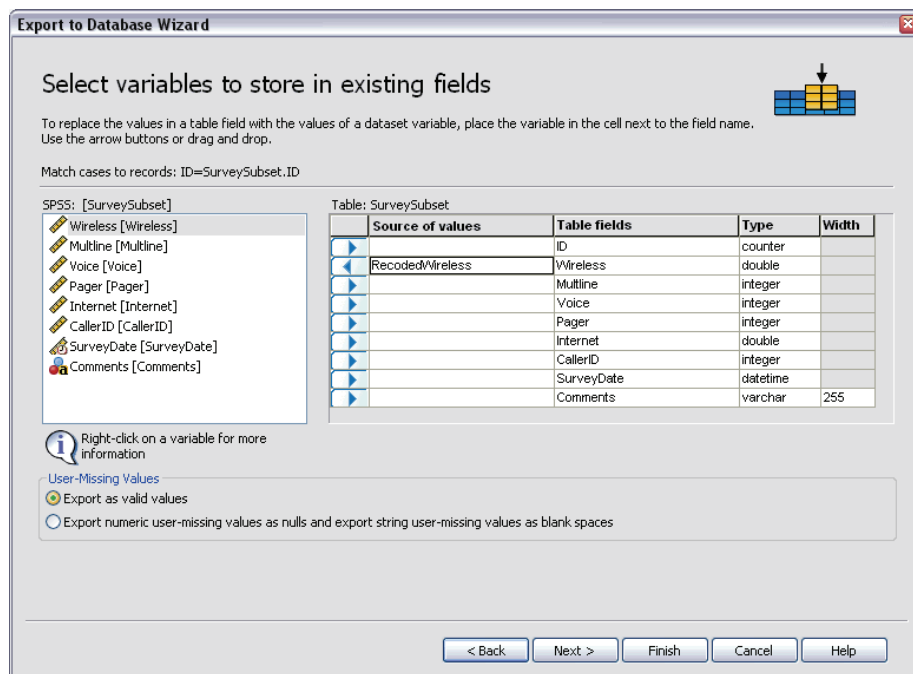 Export to Database Wizard
Select variables to store in existing fields
To replace the values in a table field with the values of a dataset variable, place the variable in the cell next to the field name.
Use the arrow buttons or drag and drop.
Match cases to records: ID=SurveySubset.ID
SPSS: [SurveySubset]
Wireless [Wireless]
Multline [Multline]
Voice [Voice]
Pager [Pager]
Internet [Internet]
CallerID [CallerID]
SurveyDate [SurveyDate]
Comments [Comments]
Table: SurveySubset
Source of values Table fields Type Width
ID counter
RecodedWireless Wireless double
Multline integer
Voice integer
Pager integer
Internet double
CallerID integer
SurveyDate datetime
Comments varchar 255
Right-click on a variable for more
information
User-Missing Values
Export as valid values
Export numeric user-missing values as nulls and export string user-missing values as blank spaces
< Back Next > Finish Cancel Help